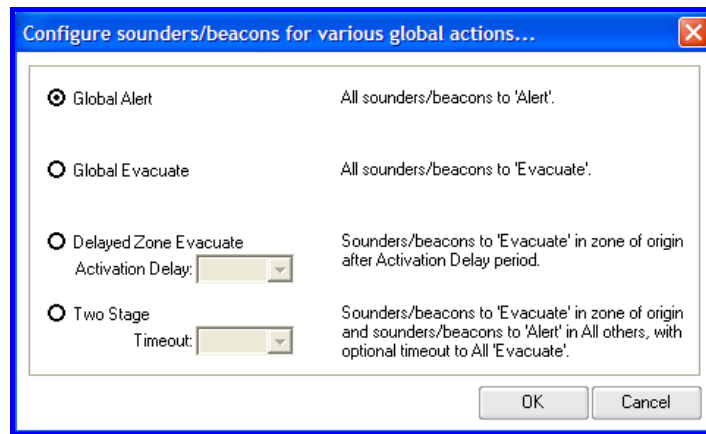 Configure sounders/beacons for various global actions...
Global Alert
All sounders/beacons to 'Alert'.
Global Evacuate
All sounders/beacons to 'Evacuate'.
Delayed Zone Evacuate
Activation Delay:
Sounders/beacons to 'Evacuate' in zone of origin
after Activation Delay period.
Two Stage
Timeout:
Sounders/beacons to 'Evacuate' in zone of origin
and sounders/beacons to 'Alert' in All others, with
optional timeout to All 'Evacuate'.
OK
Cancel